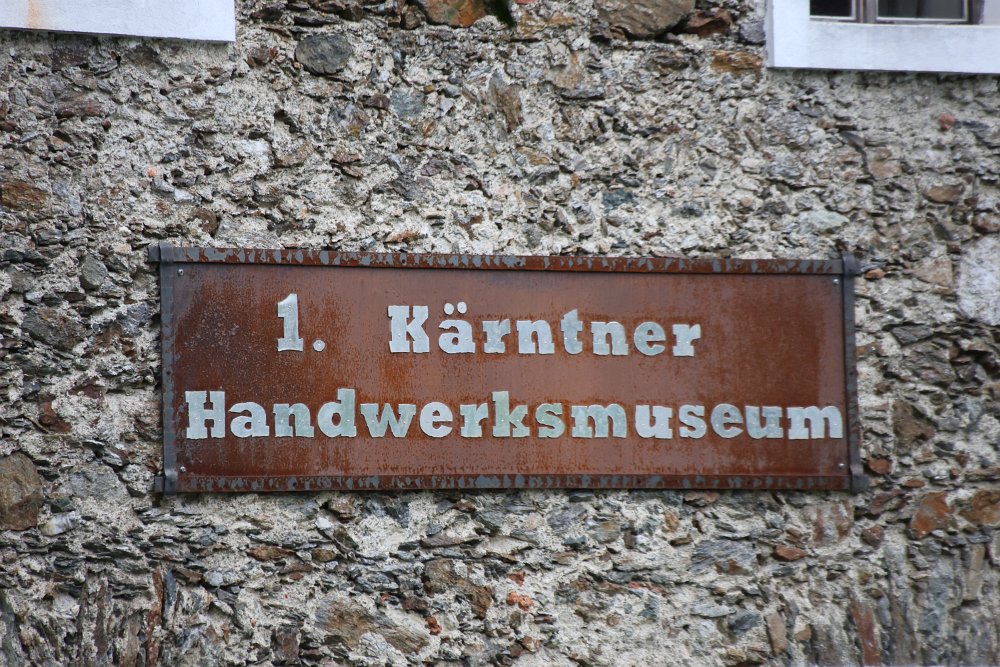 1. Kärntner
Handwerksmuseum